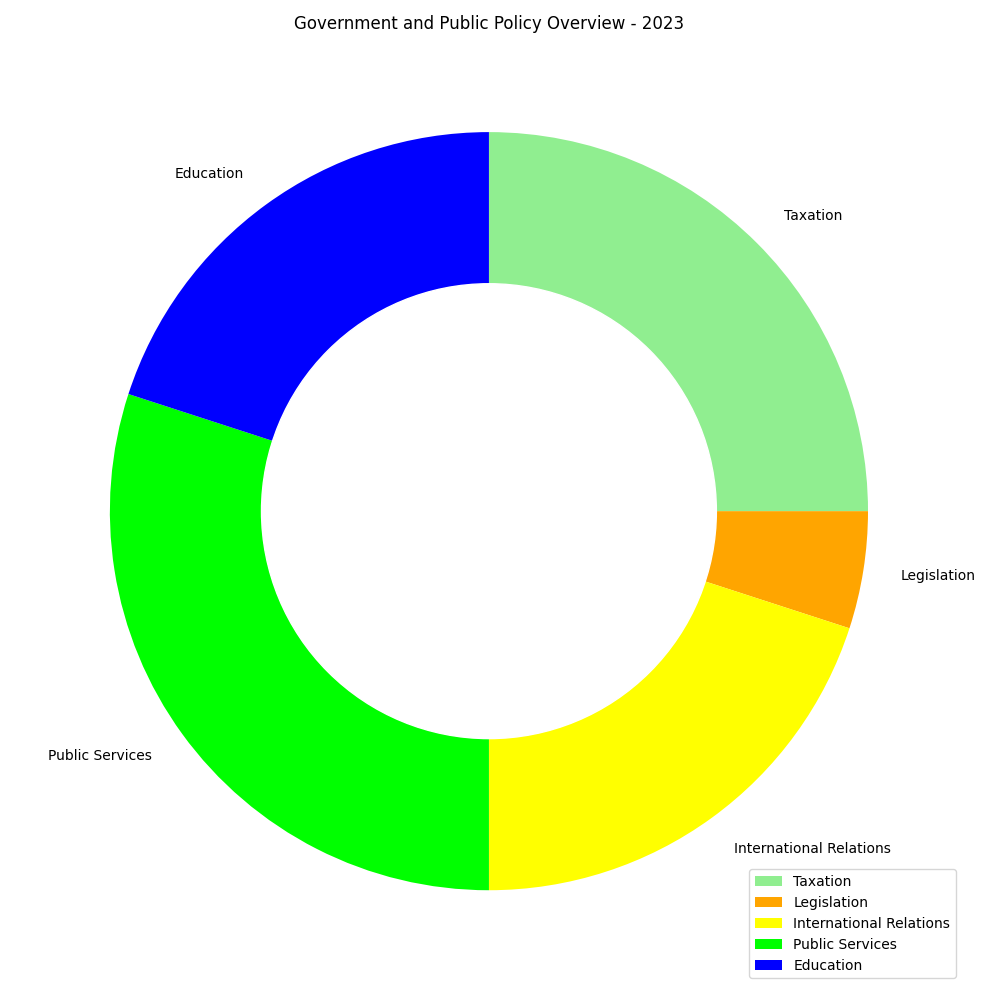 Government and Public Policy Overview - 2023
Education
Taxation
Legislation
Public Services
International Relations
Taxation
Legislation
International Relations
Public Services
Education